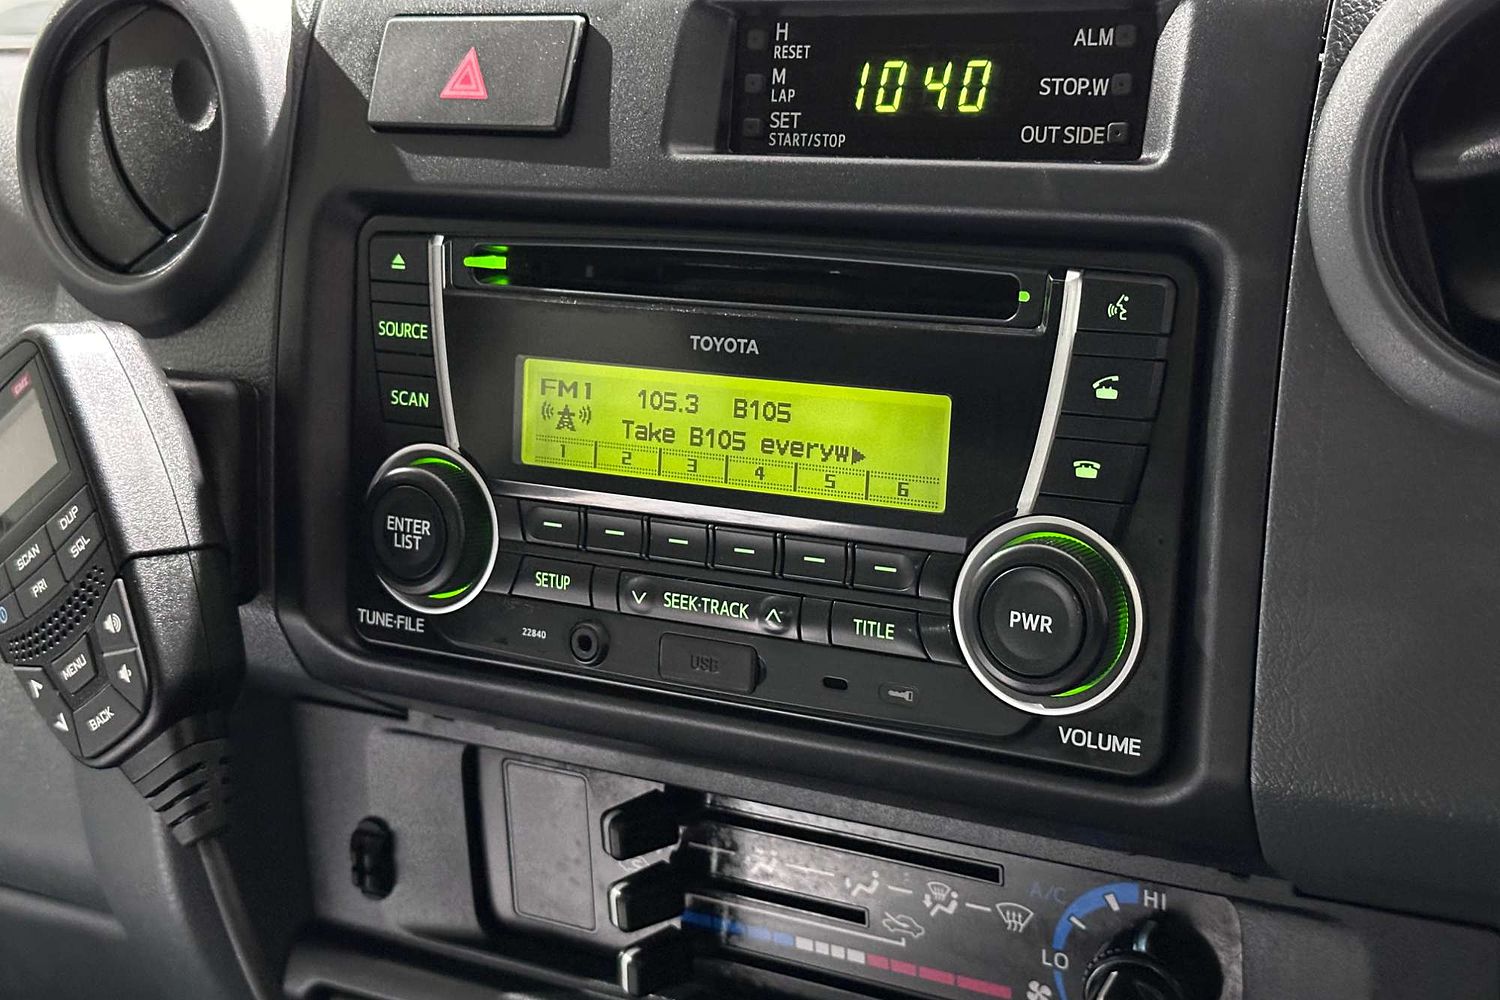 H
RESET
M
LAP
SET
START/STOP
10 40
ALM
STOP.W
OUT SIDE
SOURCE
SCAN
TOYOTA
FM1 105.3 B105
Take B105 everyw
1 2 3 4 5 6
ENTER
LIST
TUNE·FILE
SETUP
SEEK·TRACK
TITLE
22840
USB
PWR
VOLUME
DUP
SCAN
SQL
PRI
MENU
BACK
A/C
HI
LO